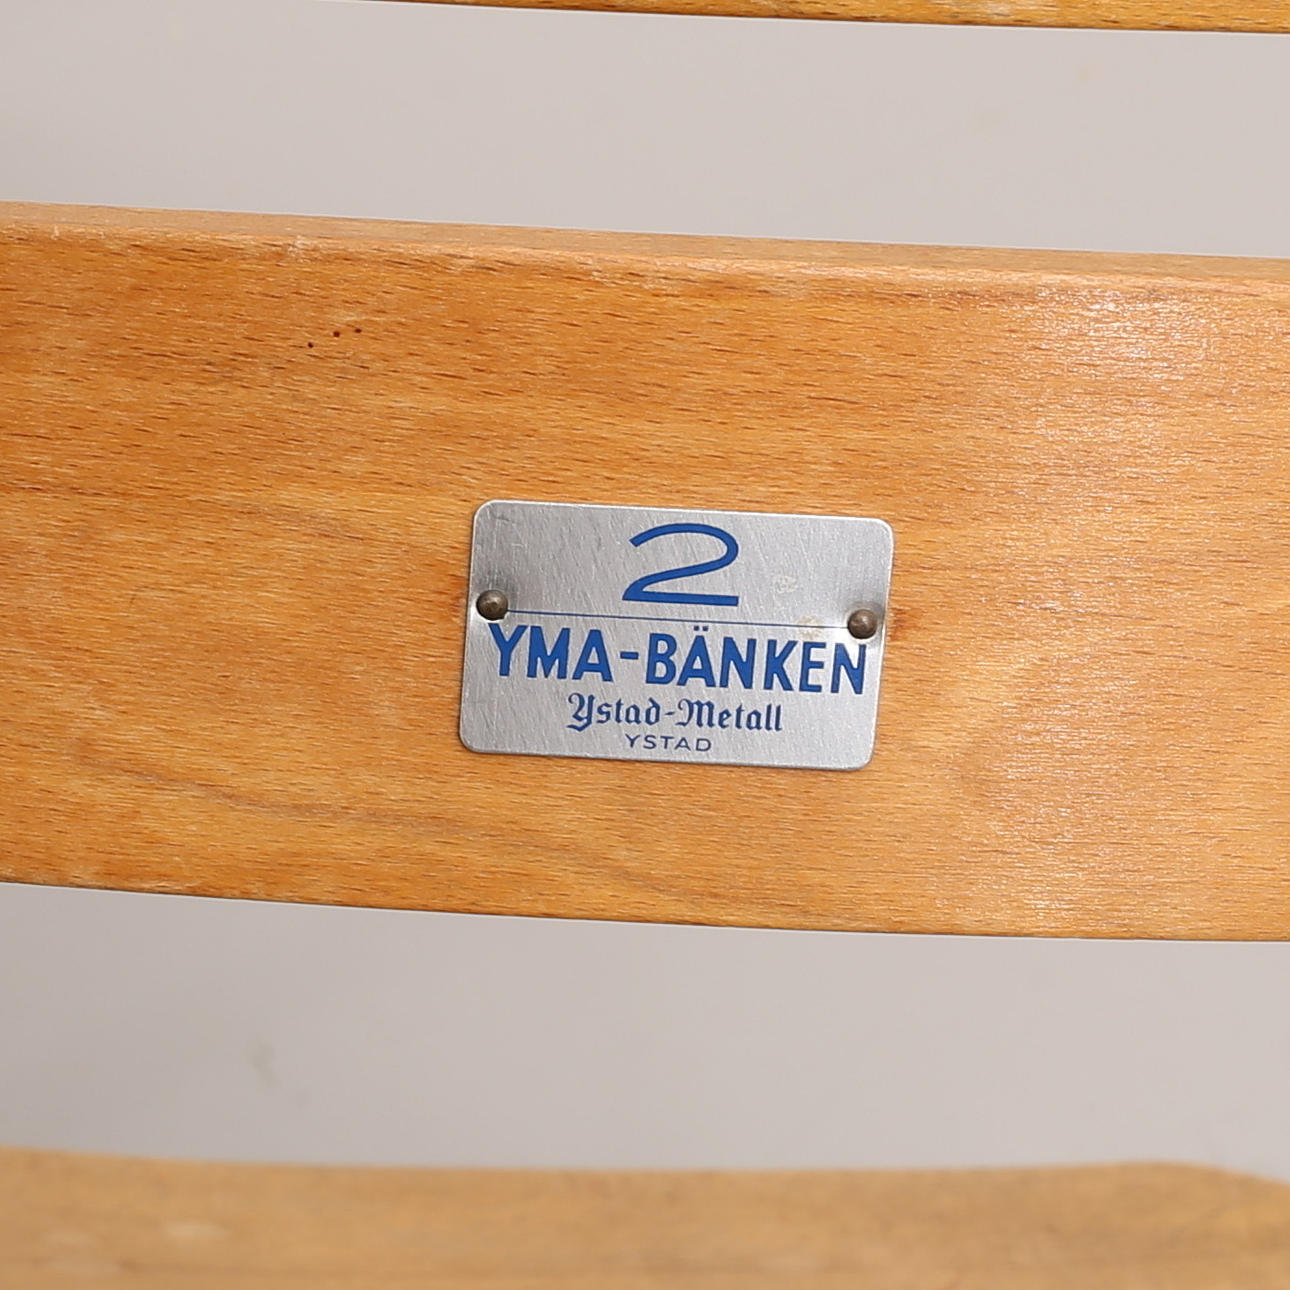 2
YMA-BÄNKEN
Ystad-Metall
YSTAD